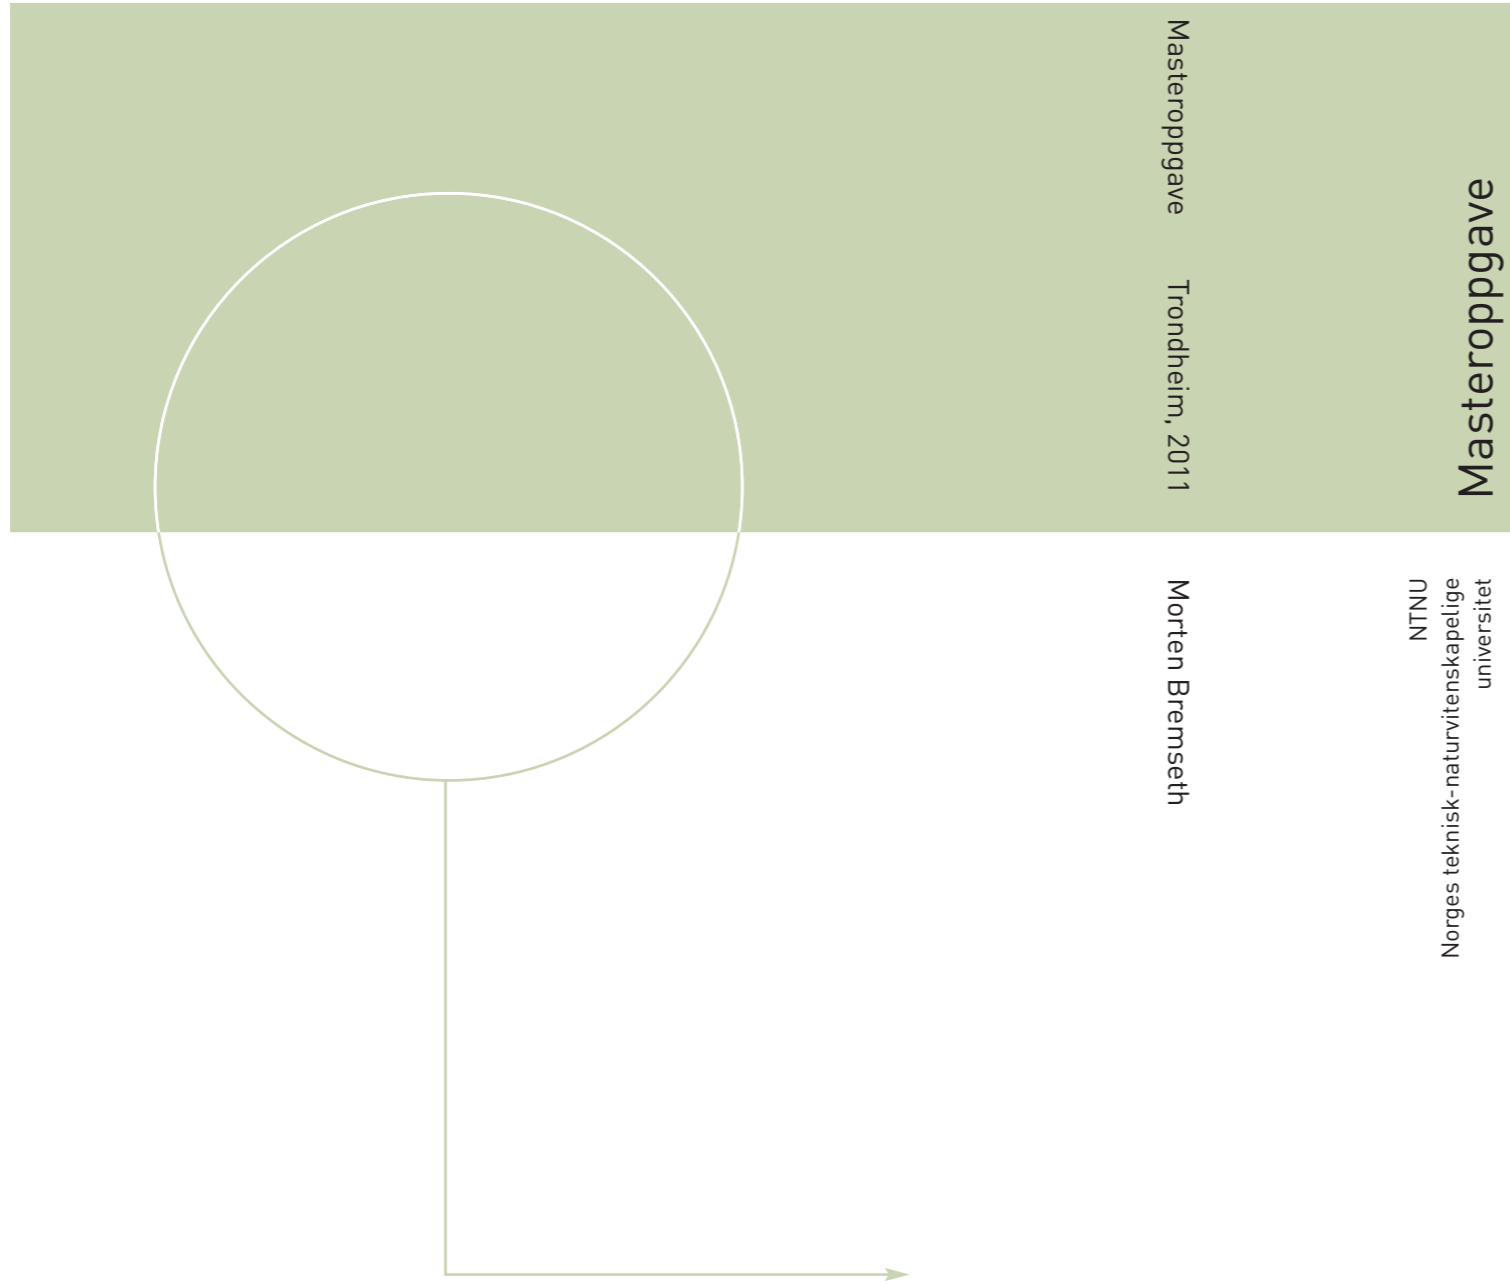 Masteroppgave
Trondheim, 2011
Morten Bremseth
Masteroppgave
NTNU
Norges teknisk-naturvitenskapelige
universitet